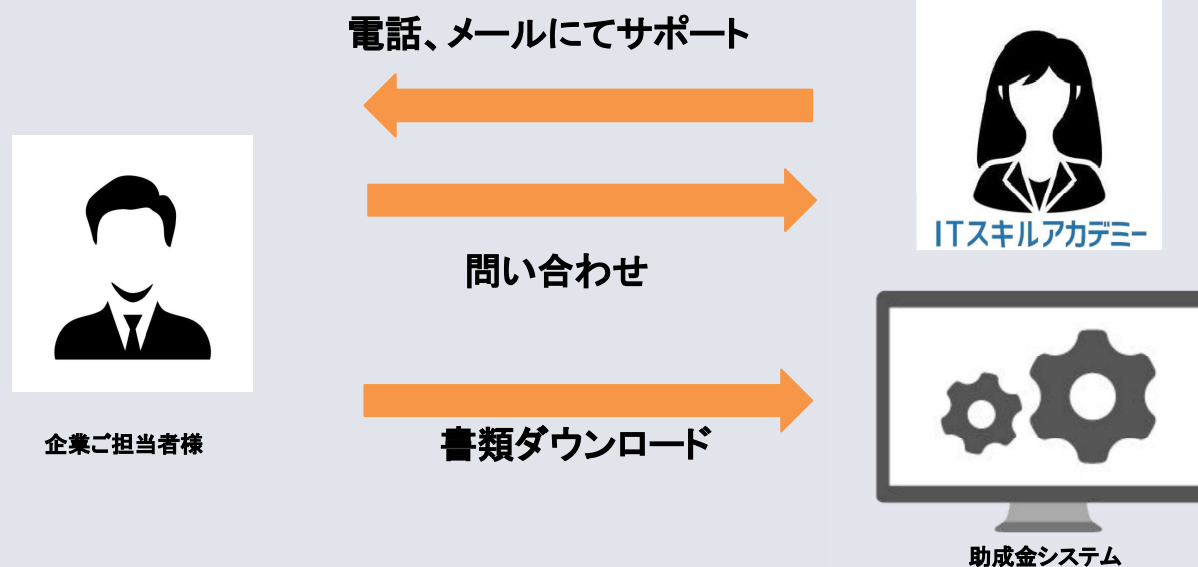 電話、メールにてサポート
ITスキルアカデミー
問い合わせ
企業ご担当者様
書類ダウンロード
助成金システム